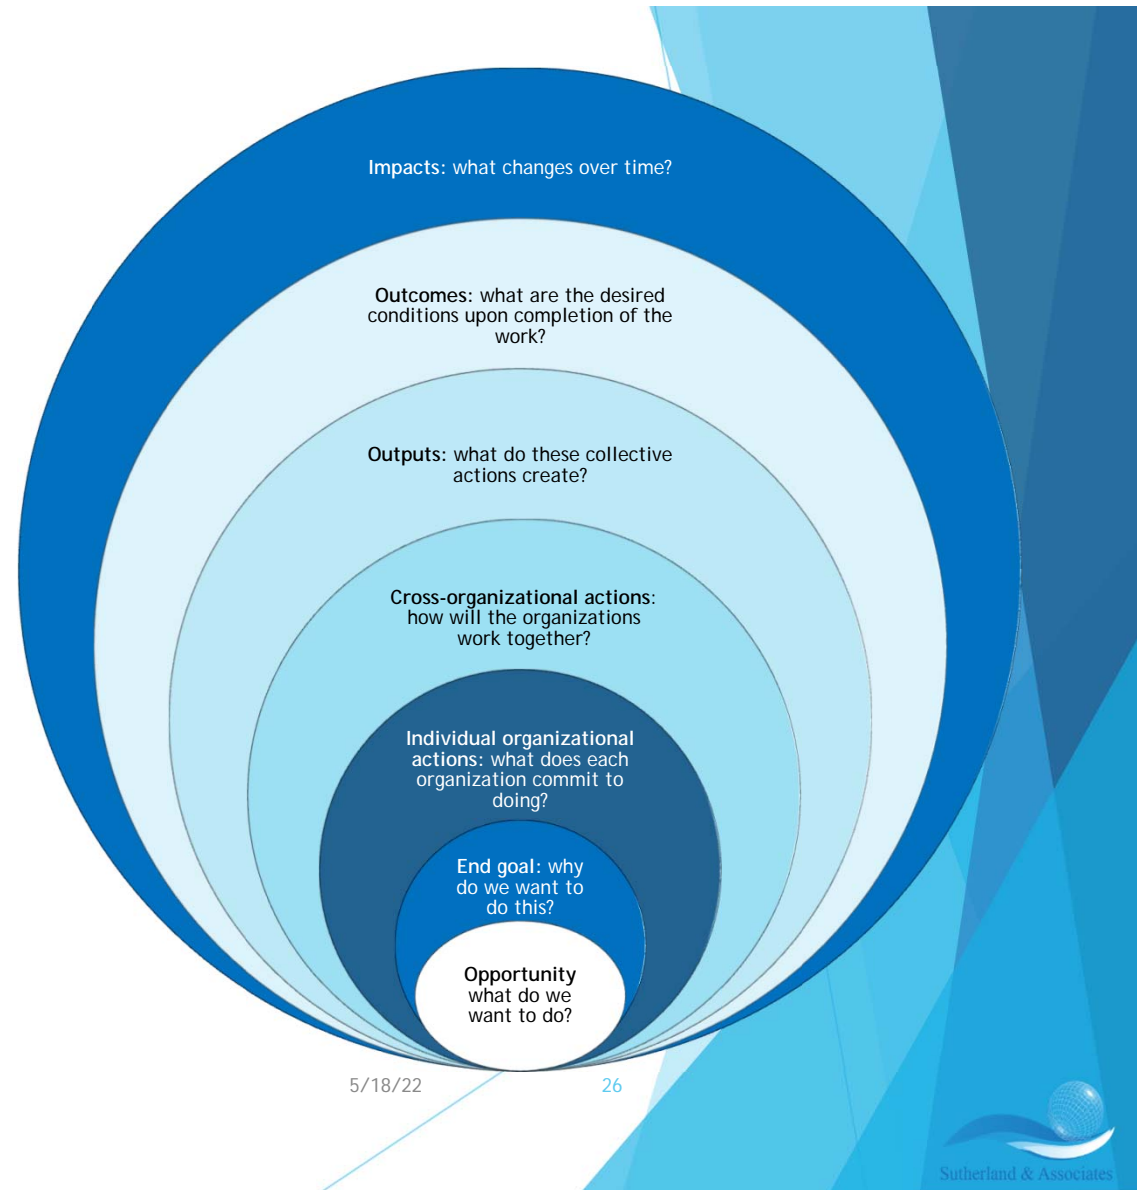 Impacts: what changes over time?
Outcomes: what are the desired
conditions upon completion of the
work?
Outputs: what do these collective
actions create?
Cross-organizational actions:
how will the organizations
work together?
Individual organizational
actions: what does each
organization commit to
doing?
End goal: why
do we want to
do this?
Opportunity
what do we
want to do?
5/18/22
26
Sutherland & Associates